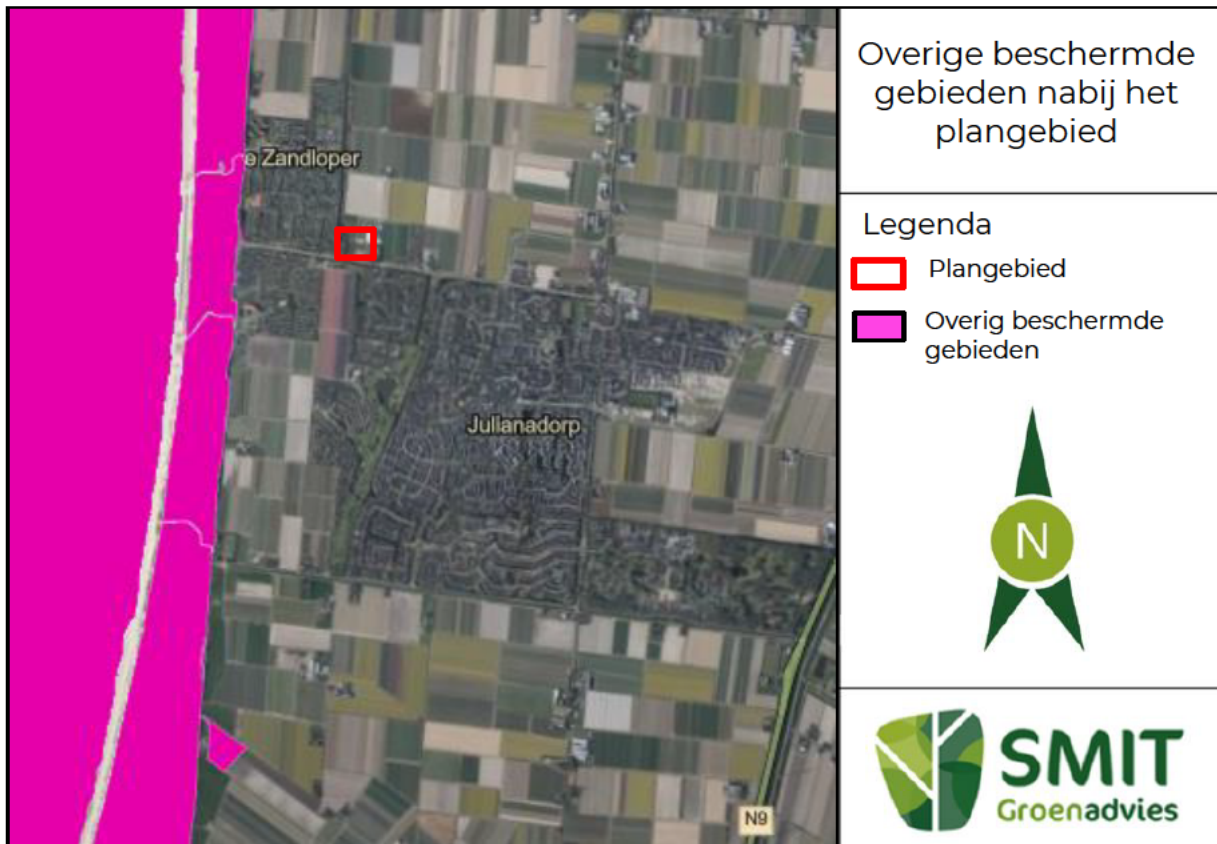 Overige beschermde
gebieden nabij het
plangebied
Legenda
Plangebied
Overig beschermde
gebieden
N
SMIT
Groenadvies
e Zandloper
Julianadorp
N9